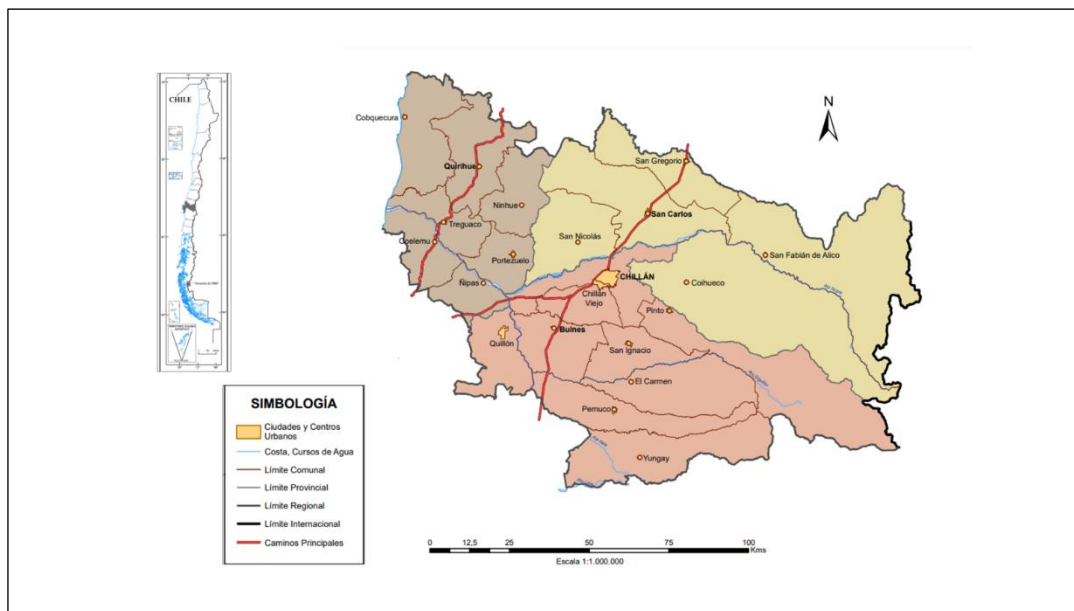 CHILE
N
Cobquecura
San Gregorio
Quirihue
Ninhue
San Carlos
Treguaco
Coelemu
San Nicolás
San Fabián de Alico
Portezuelo
CHILLÁN
Ñipas
Coihueco
Chillán
Viejo
Pinto
Bulnes
Quillón
San Ignacio
El Carmen
Pemuco
Yungay
SIMBOLOGÍA
Ciudades y Centros
Urbanos
Costa, Cursos de Agua
Límite Comunal
Límite Provincial
Límite Regional
Límite Internacional
Caminos Principales
0 12,5 25 50 75 100
Kms
Escala 1:1.000.000